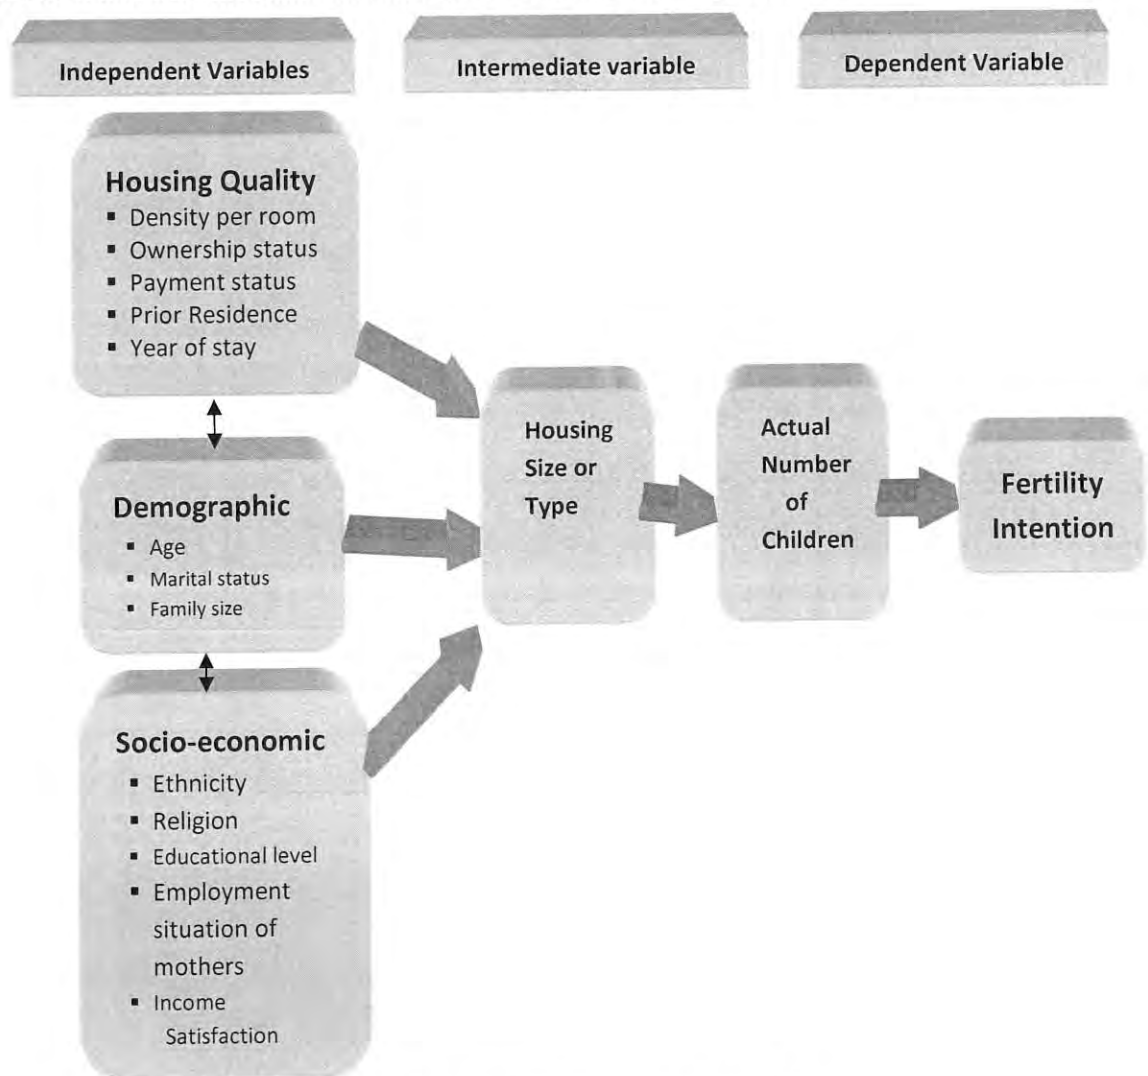 Independent Variables
Intermediate variable
Dependent Variable
Housing Quality
▪ Density per room
▪ Ownership status
▪ Payment status
▪ Prior Residence
▪ Year of stay
Demographic
▪ Age
▪ Marital status
▪ Family size
Socio-economic
▪ Ethnicity
▪ Religion
▪ Educational level
▪ Employment
situation of
mothers
▪ Income
Satisfaction
Housing
Size or
Type
Actual
Number
of
Children
Fertility
Intention